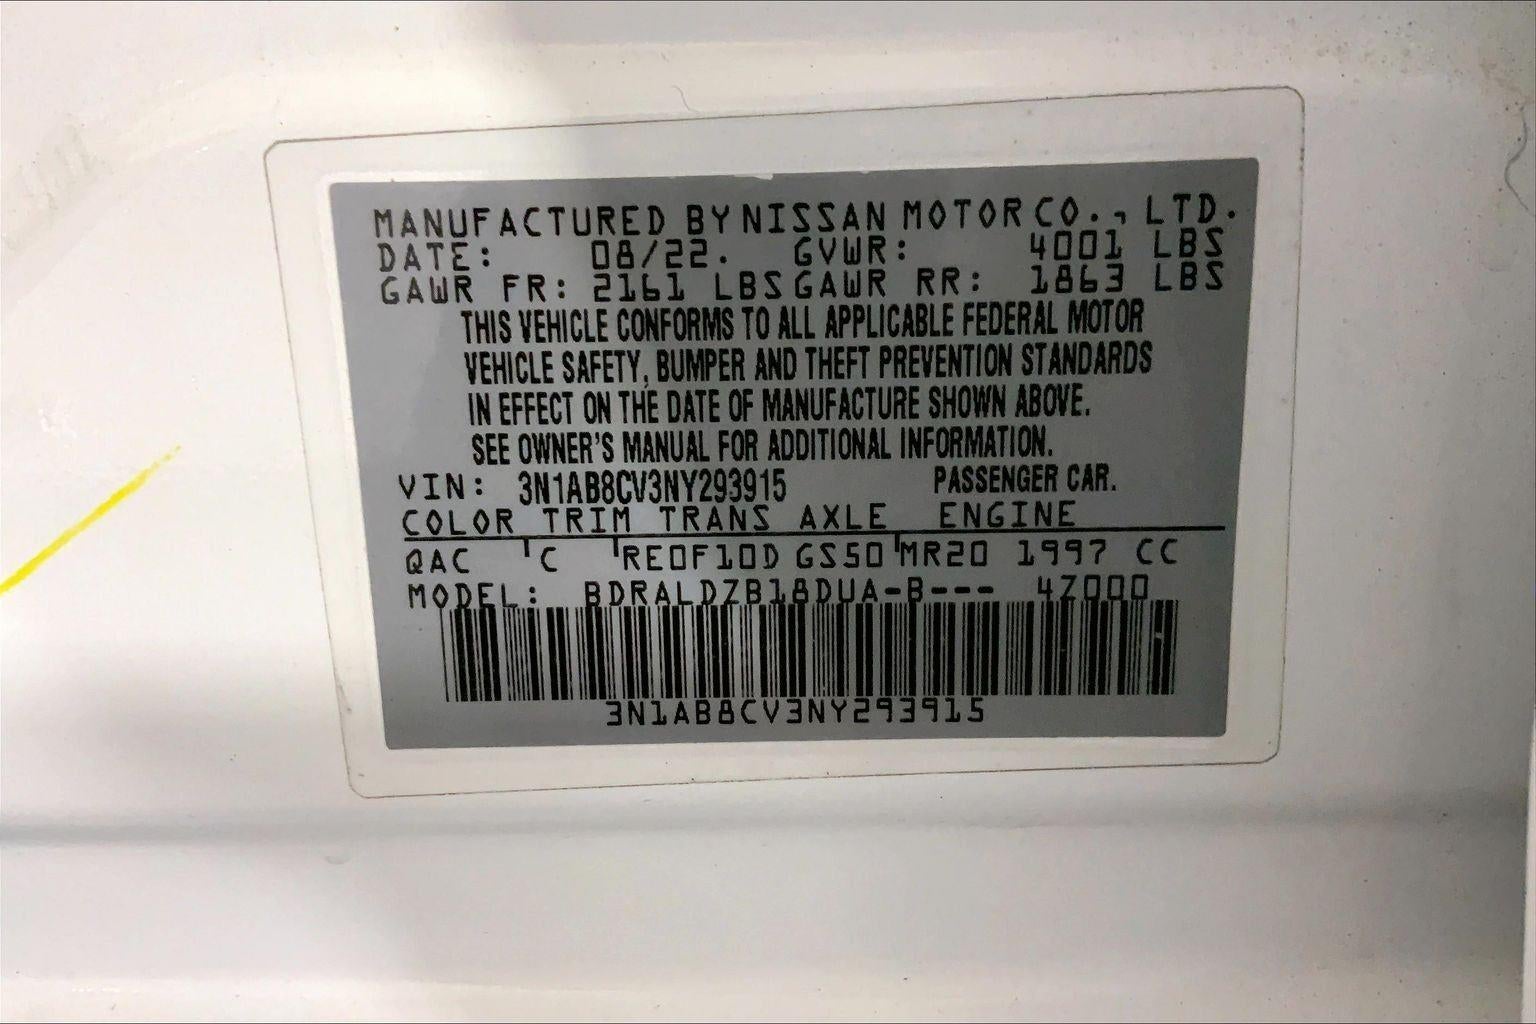 MANUFACTURED BY NISSAN MOTOR CO., LTD.
DATE: 08/22. GVWR: 4001 LBS
GAWR FR: 2161 LBS GAWR RR: 1863 LBS
THIS VEHICLE CONFORMS TO ALL APPLICABLE FEDERAL MOTOR
VEHICLE SAFETY, BUMPER AND THEFT PREVENTION STANDARDS
IN EFFECT ON THE DATE OF MANUFACTURE SHOWN ABOVE.
SEE OWNER'S MANUAL FOR ADDITIONAL INFORMATION.
VIN: 3N1AB8CV3NY293915 PASSENGER CAR.
COLOR TRIM TRANS AXLE ENGINE
QAC C RE0F10D GS50 MR20 1997 CC
MODEL: BDRALDZB18DUA-B--- 4Z000
3N1AB8CV3NY293915